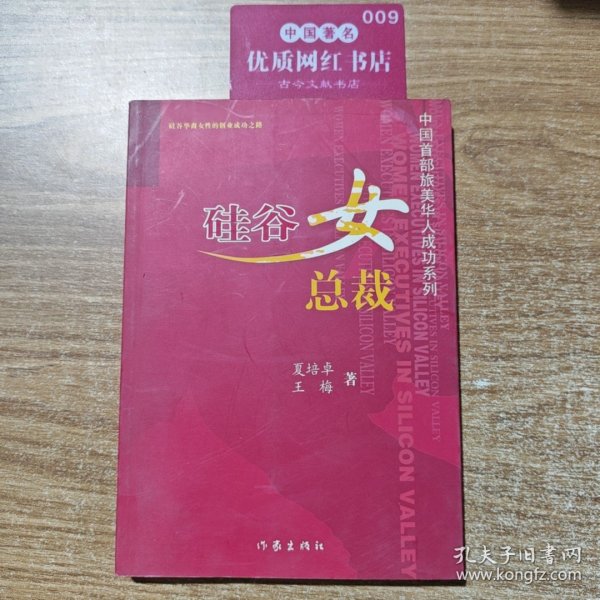 009
中国著名
优质网红书店
古今文献书店
硅谷华裔女性的创业成功之路
中国首部旅美华人成功系列
硅谷女
总裁
WOMEN EXECUTIVES IN SILICON VALLEY
夏培卓
王梅 著
作家出版社
孔夫子旧书网
www.kongfz.com